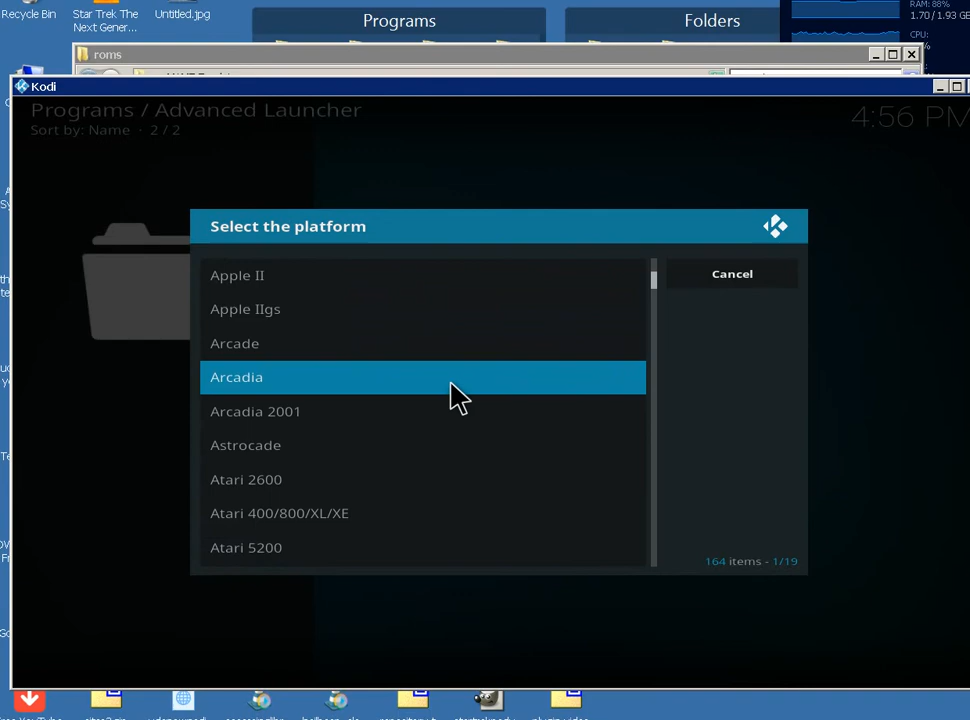 Recycle Bin
Star Trek The
Next Gener...
Untitled.jpg
Programs
Folders
RAM: 88%
1.70 / 1.93 GB
CPU:
roms
Kodi
Programs / Advanced Launcher
Sort by: Name · 2 / 2
4:56 PM
Select the platform
Apple II
Cancel
Apple IIgs
Arcade
Arcadia
Arcadia 2001
Astrocade
Atari 2600
Atari 400/800/XL/XE
Atari 5200
164 items - 1/19